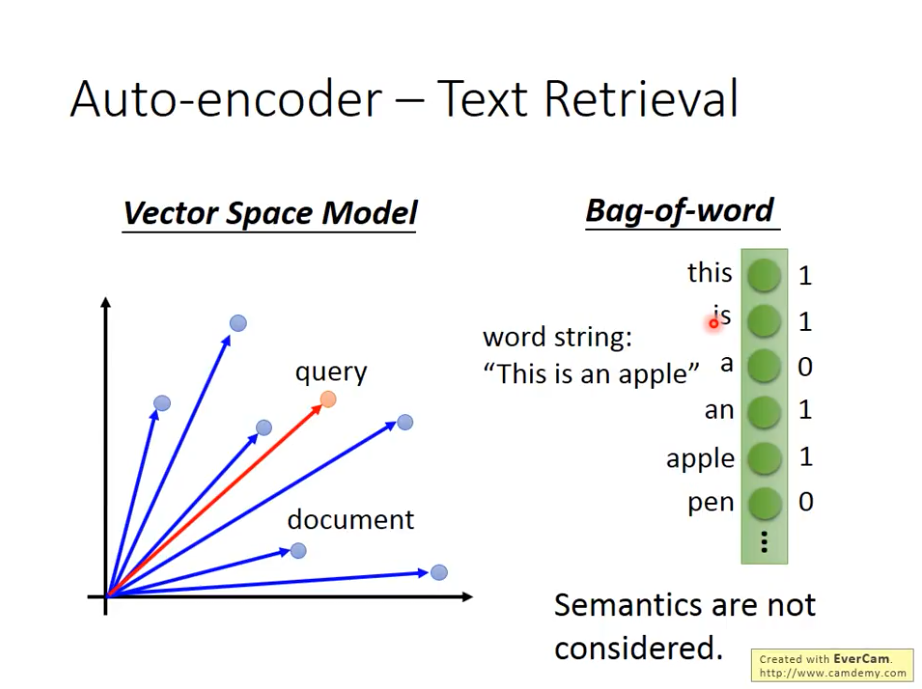 Auto-encoder – Text Retrieval
Vector Space Model
query
document
Bag-of-word
word string:
“This is an apple”
this 1
is 1
a 0
an 1
apple 1
pen 0
Semantics are not
considered.
Created with EverCam.
http://www.camdemy.com